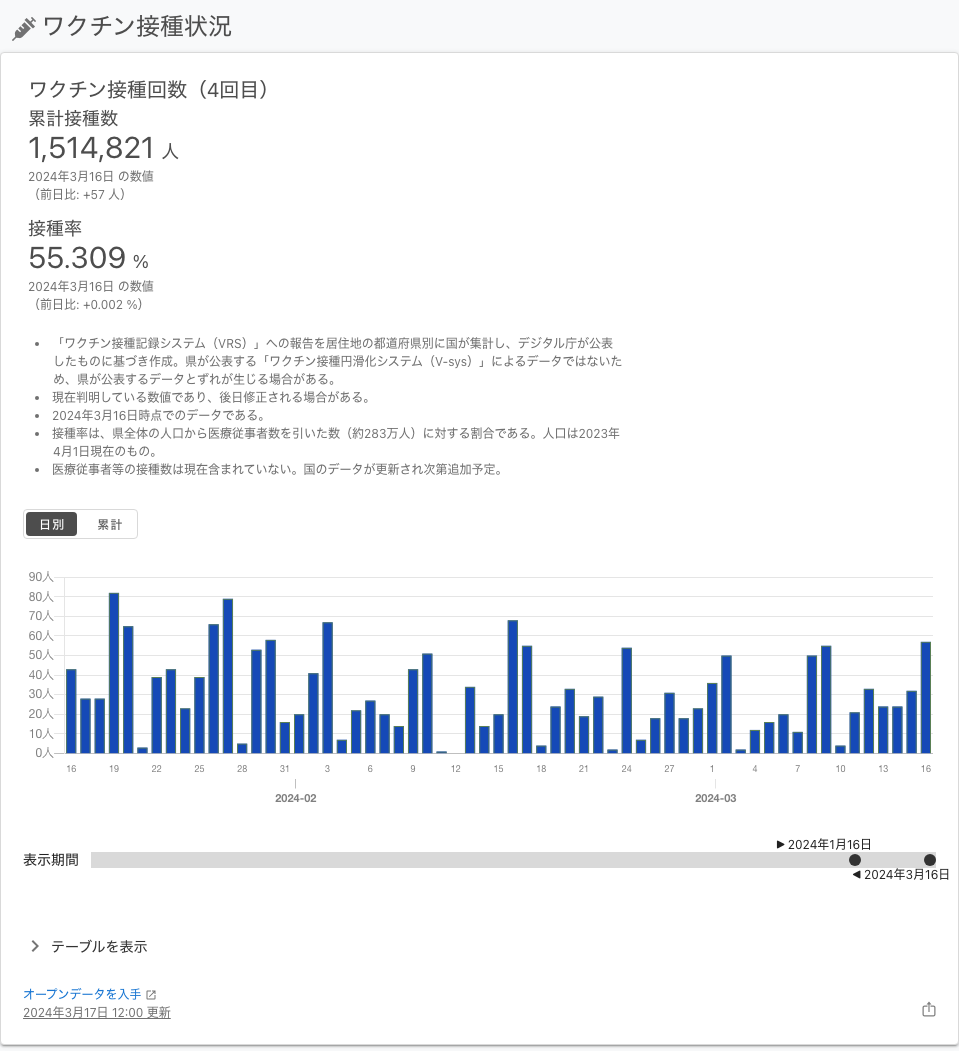 ワクチン接種状況
ワクチン接種回数（4回目）
累計接種数
1,514,821 人
2024年3月16日 の数値
（前日比: +57 人）
接種率
55.309 %
2024年3月16日 の数値
（前日比: +0.002 %）
• 「ワクチン接種記録システム（VRS）」への報告を居住地の都道府県別に国が集計し、デジタル庁が公表
したものに基づき作成。県が公表する「ワクチン接種円滑化システム（V-sys）」によるデータではないた
め、県が公表するデータとずれが生じる場合がある。
• 現在判明している数値であり、後日修正される場合がある。
• 2024年3月16日時点でのデータである。
• 接種率は、県全体の人口から医療従事者数を引いた数（約283万人）に対する割合である。人口は2023年
4月1日現在のもの。
• 医療従事者等の接種数は現在含まれていない。国のデータが更新され次第追加予定。
日別 累計
90人
80人
70人
60人
50人
40人
30人
20人
10人
0人
16 19 22 25 28 31 3 6 9 12 15 18 21 24 27 1 4 7 10 13 16
2024-02 2024-03
▶ 2024年1月16日
表示期間
◀ 2024年3月16日
テーブルを表示
オープンデータを入手
2024年3月17日 12:00 更新